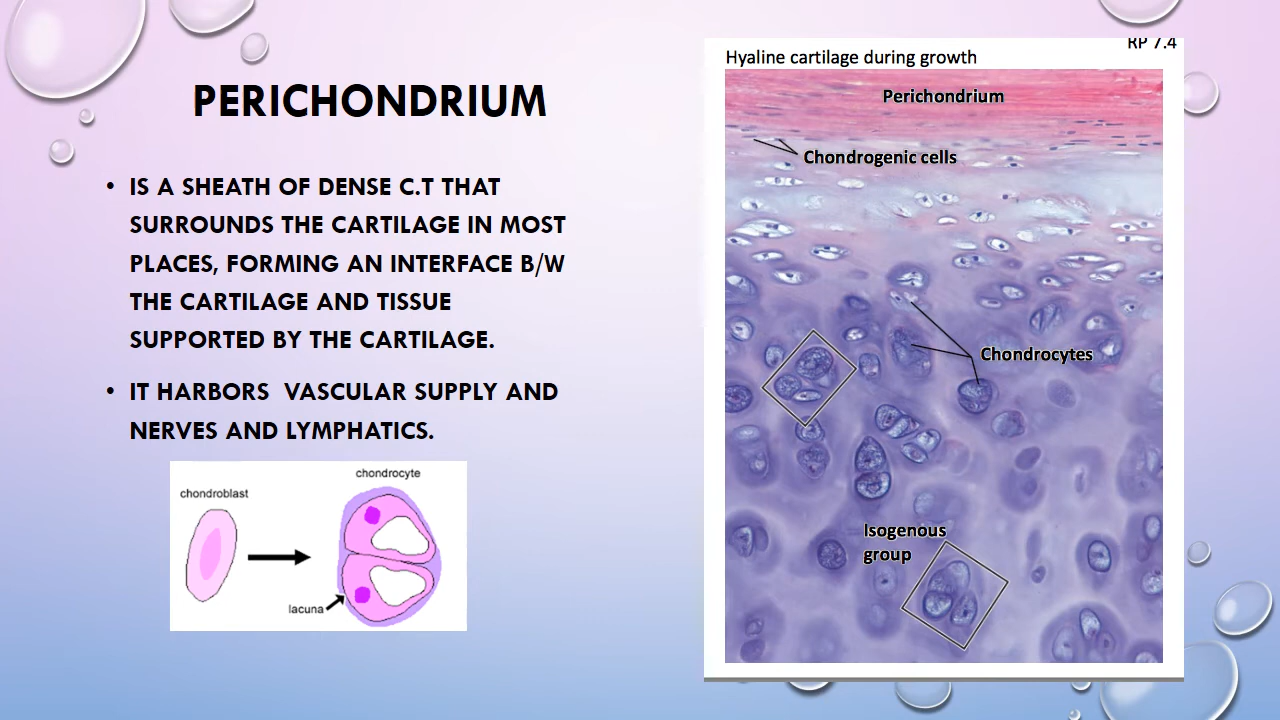 PERICHONDRIUM
• IS A SHEATH OF DENSE C.T THAT
SURROUNDS THE CARTILAGE IN MOST
PLACES, FORMING AN INTERFACE B/W
THE CARTILAGE AND TISSUE
SUPPORTED BY THE CARTILAGE.
• IT HARBORS  VASCULAR SUPPLY AND
NERVES AND LYMPHATICS.
chondrocyte
chondroblast
lacuna
RP 7.4
Hyaline cartilage during growth
Perichondrium
Chondrogenic cells
Chondrocytes
Isogenous
group